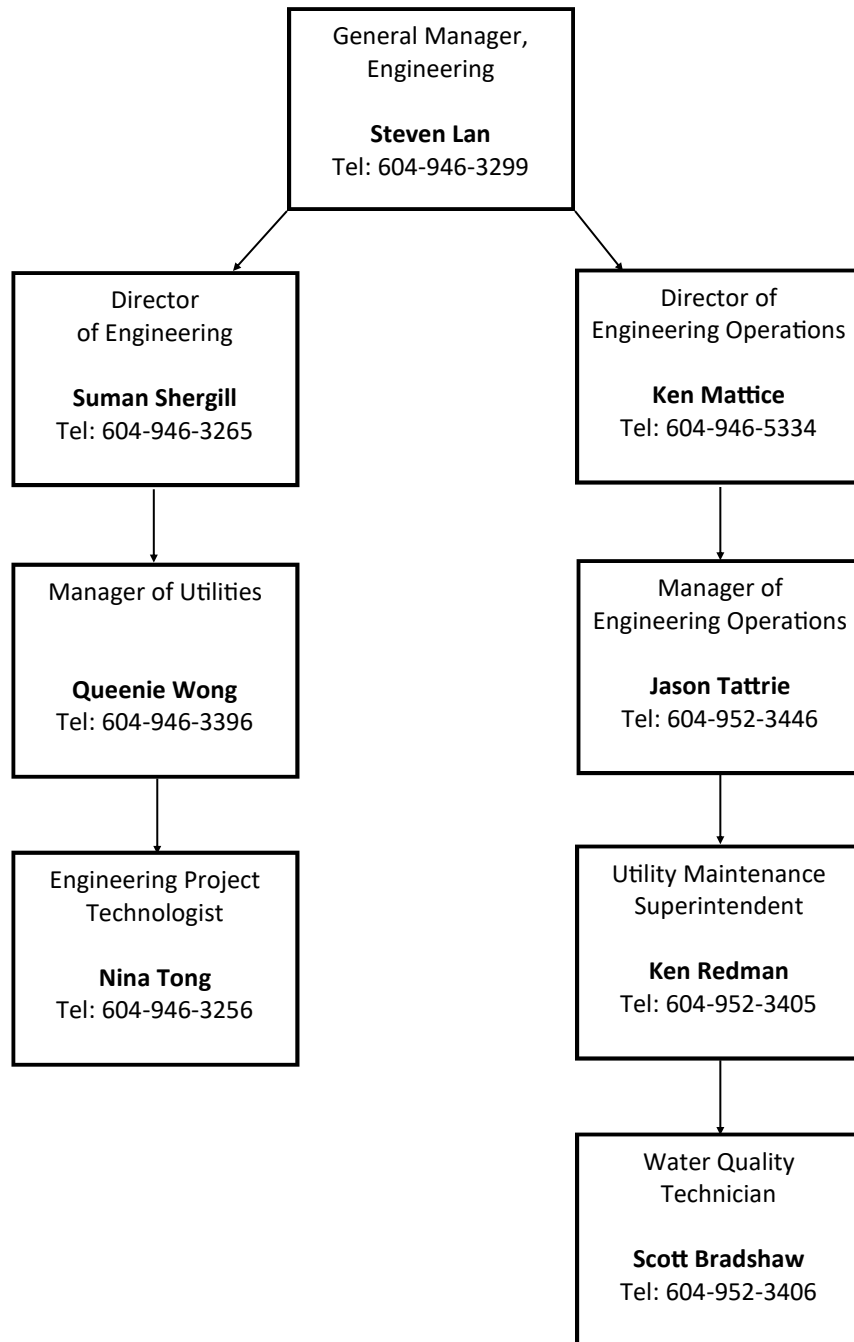 General Manager,
Engineering
Steven Lan
Tel: 604-946-3299
Director
of Engineering
Suman Shergill
Tel: 604-946-3265
Director of
Engineering Operations
Ken Mattice
Tel: 604-946-5334
Manager of Utilities
Queenie Wong
Tel: 604-946-3396
Manager of
Engineering Operations
Jason Tattrie
Tel: 604-952-3446
Engineering Project
Technologist
Nina Tong
Tel: 604-946-3256
Utility Maintenance
Superintendent
Ken Redman
Tel: 604-952-3405
Water Quality
Technician
Scott Bradshaw
Tel: 604-952-3406